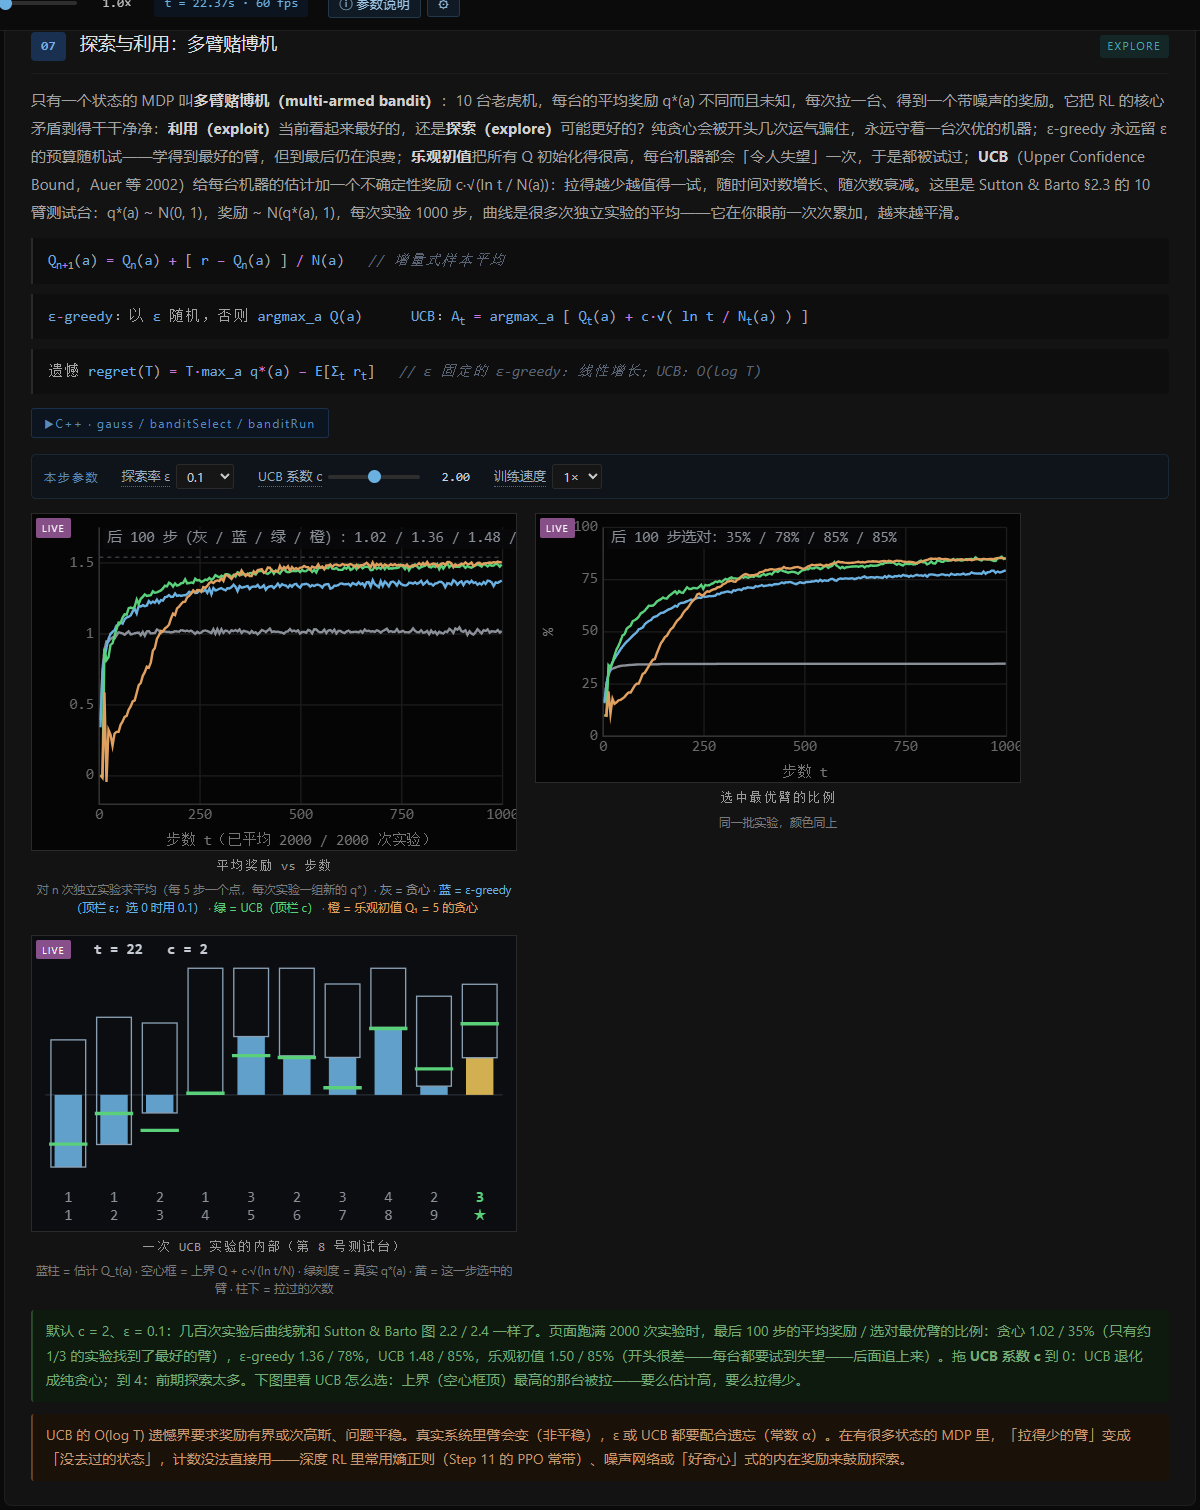 1.0x
t = 22.37s · 60 fps
ⓘ 参数说明
⚙
07
探索与利用：多臂赌博机
EXPLORE
只有一个状态的 MDP 叫多臂赌博机（multi-armed bandit）：10 台老虎机，每台的平均奖励 q*(a) 不同而且未知，每次拉一台、得到一个带噪声的奖励。它把 RL 的核心
矛盾剥得干干净净：利用（exploit）当前看起来最好的，还是探索（explore）可能更好的？纯贪心会被开头几次运气骗住，永远守着一台次优的机器；ε-greedy 永远留 ε
的预算随机试——学得到最好的臂，但到最后仍在浪费；乐观初值把所有 Q 初始化得很高，每台机器都会「令人失望」一次，于是都被试过；UCB（Upper Confidence
Bound，Auer 等 2002）给每台机器的估计加一个不确定性奖励 c·√(ln t / N(a))：拉得越少越值得一试，随时间对数增长、随次数衰减。这里是 Sutton & Barto §2.3 的 10
臂测试台：q*(a) ~ N(0, 1)，奖励 ~ N(q*(a), 1)，每次实验 1000 步，曲线是很多次独立实验的平均——它在你眼前一次次累加，越来越平滑。
Qₙ₊₁(a) = Qₙ(a) + [ r − Qₙ(a) ] / N(a)   // 增量式样本平均
ε-greedy：以 ε 随机，否则 argmax_a Q(a)      UCB：Aₜ = argmax_a [ Qₜ(a) + c·√( ln t / Nₜ(a) ) ]
遗憾 regret(T) = T·max_a q*(a) − E[Σₜ rₜ]   // ε 固定的 ε-greedy：线性增长；UCB：O(log T)
▶C++ · gauss / banditSelect / banditRun
本步参数
探索率 ε
0.1
UCB 系数 c
2.00
训练速度
1×
LIVE
后 100 步 (灰 / 蓝 / 绿 / 橙) : 1.02 / 1.36 / 1.48 /
1.5
1
0.5
0
0
250
500
750
1000
步数 t（已平均 2000 / 2000 次实验）
平均奖励 vs 步数
对 n 次独立实验求平均（每 5 步一个点，每次实验一组新的 q*）· 灰 = 贪心 · 蓝 = ε-greedy
（顶栏 ε；选 0 时用 0.1）· 绿 = UCB（顶栏 c）· 橙 = 乐观初值 Q₁ = 5 的贪心
LIVE
后 100 步选对：35% / 78% / 85% / 85%
100
75
50
25
0
%
0
250
500
750
1000
步数 t
选中最优臂的比例
同一批实验，颜色同上
LIVE
t = 22   c = 2
1 1 2 1 3 2 3 4 2 3
1 2 3 4 5 6 7 8 9 ★
一次 UCB 实验的内部（第 8 号测试台）
蓝柱 = 估计 Q_t(a) · 空心框 = 上界 Q + c·√(ln t/N) · 绿刻度 = 真实 q*(a) · 黄 = 这一步选中的
臂 · 柱下 = 拉过的次数
默认 c = 2、ε = 0.1：几百次实验后曲线就和 Sutton & Barto 图 2.2 / 2.4 一样了。页面跑满 2000 次实验时，最后 100 步的平均奖励 / 选对最优臂的比例：贪心 1.02 / 35%（只有约
1/3 的实验找到了最好的臂），ε-greedy 1.36 / 78%，UCB 1.48 / 85%，乐观初值 1.50 / 85%（开头很差——每台都要试到失望——后面追上来）。拖 UCB 系数 c 到 0：UCB 退化
成纯贪心；到 4：前期探索太多。下图里看 UCB 怎么选：上界（空心框顶）最高的那台被拉——要么估计高，要么拉得少。
UCB 的 O(log T) 遗憾界要求奖励有界或次高斯、问题平稳。真实系统里臂会变（非平稳），ε 或 UCB 都要配合遗忘（常数 α）。在有很多状态的 MDP 里，「拉得少的臂」变成
「没去过的状态」，计数没法直接用——深度 RL 里常用熵正则（Step 11 的 PPO 常带）、噪声网络或「好奇心」式的内在奖励来鼓励探索。